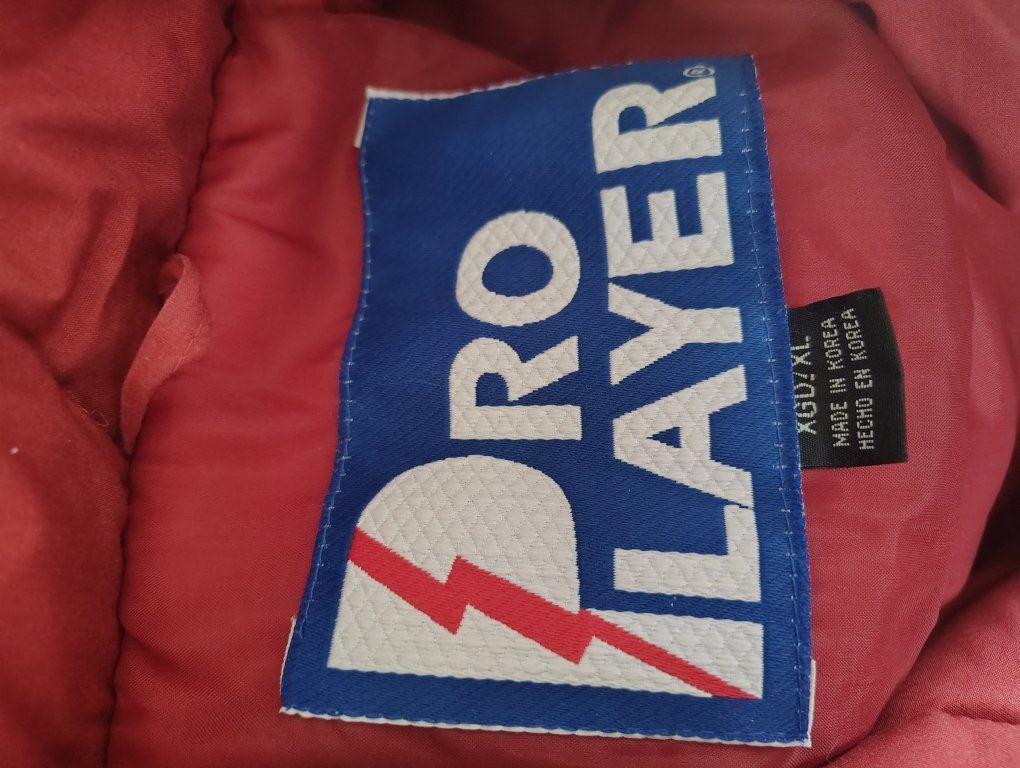 PRO
PLAYER®
XGD/XL
MADE IN KOREA
HECHO EN KOREA